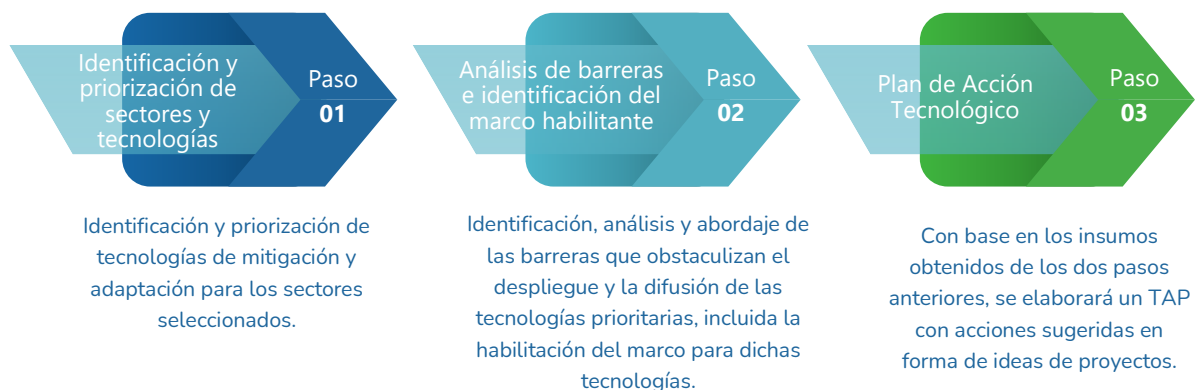 Identificación y
priorización de
sectores y
tecnologías
Paso
01
Análisis de barreras
e identificación del
marco habilitante
Paso
02
Plan de Acción
Tecnológico
Paso
03
Identificación y priorización de
tecnologías de mitigación y
adaptación para los sectores
seleccionados.
Identificación, análisis y abordaje de
las barreras que obstaculizan el
despliegue y la difusión de las
tecnologías prioritarias, incluida la
habilitación del marco para dichas
tecnologías.
Con base en los insumos
obtenidos de los dos pasos
anteriores, se elaborará un TAP
con acciones sugeridas en
forma de ideas de proyectos.